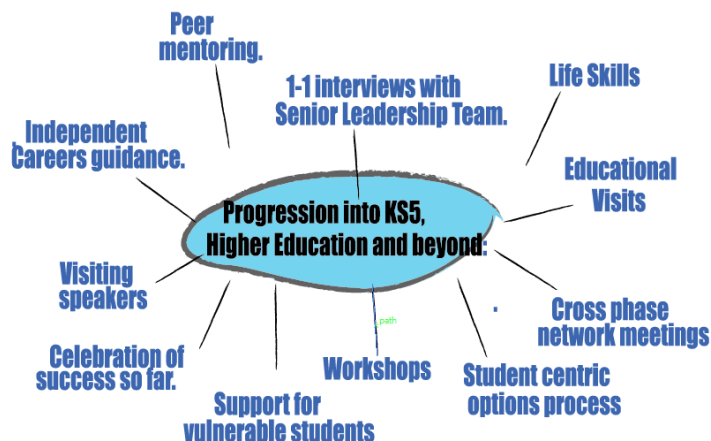 Peer
mentoring.
1-1 interviews with
Senior Leadership Team.
Life Skills
Independent
Careers guidance.
Educational
Visits
Progression into KS5,
Higher Education and beyond:
Visiting
speakers
Cross phase
network meetings
path
Celebration of
success so far.
Workshops
Student centric
options process
Support for
vulnerable students